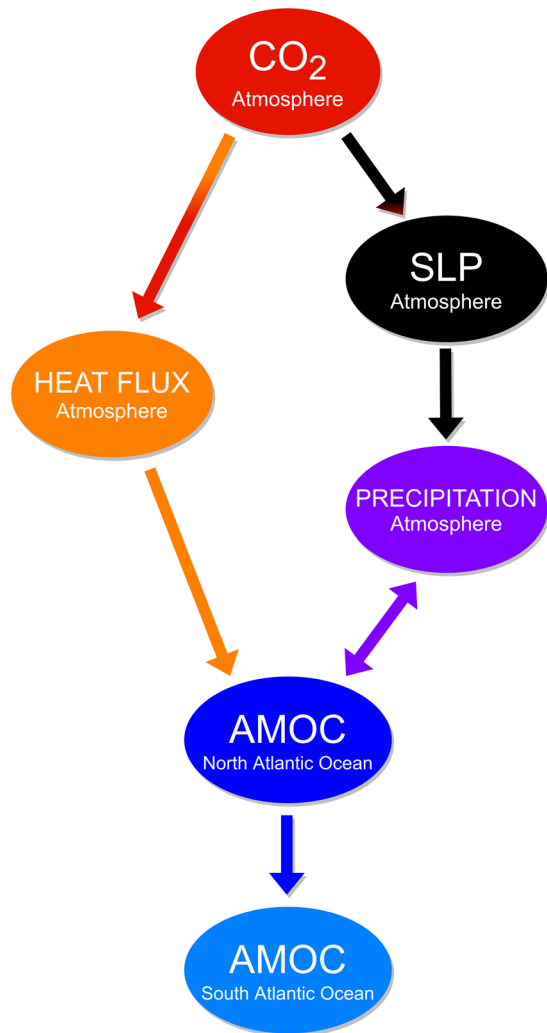 CO₂
Atmosphere
SLP
Atmosphere
HEAT FLUX
Atmosphere
PRECIPITATION
Atmosphere
AMOC
North Atlantic Ocean
AMOC
South Atlantic Ocean